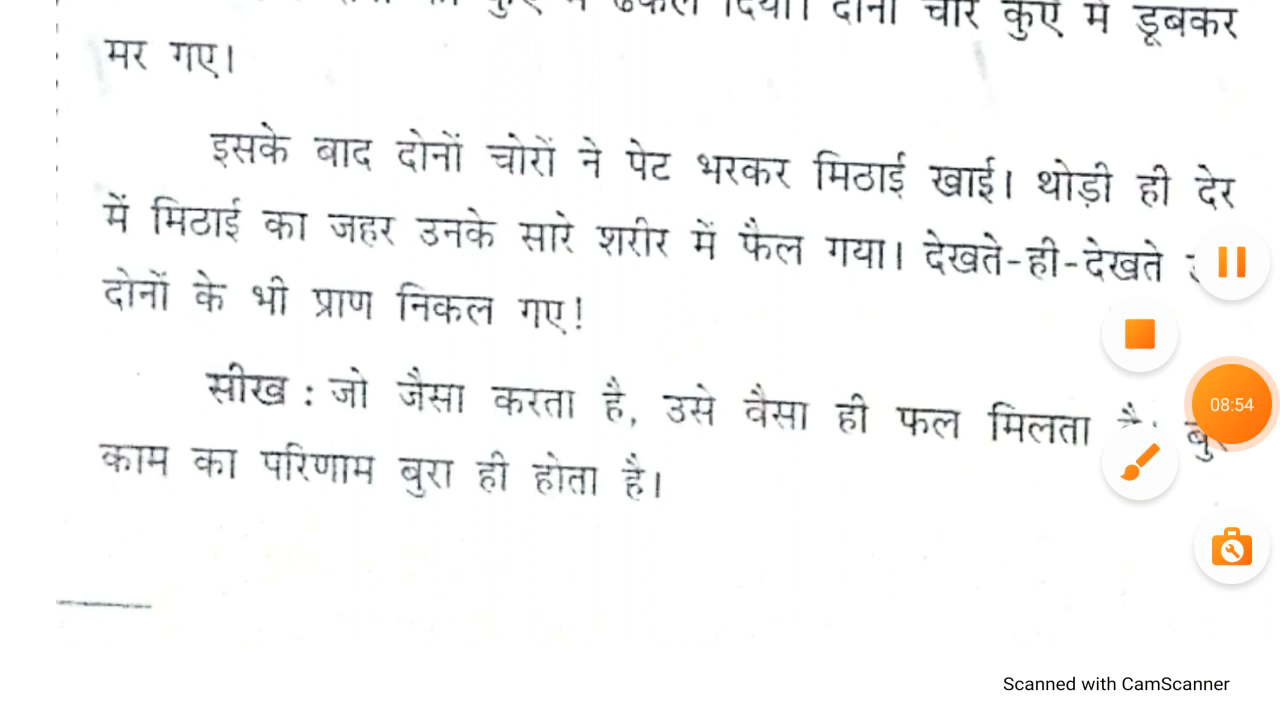 दिया। दोनों चोर कुएँ में डूबकर
मर गए।
इसके बाद दोनों चोरों ने पेट भरकर मिठाई खाई। थोड़ी ही देर
में मिठाई का जहर उनके सारे शरीर में फैल गया। देखते-ही-देखते
दोनों के भी प्राण निकल गए!
सीख : जो जैसा करता है, उसे वैसा ही फल मिलता
काम का परिणाम बुरा ही होता है।
08:54
Scanned with CamScanner